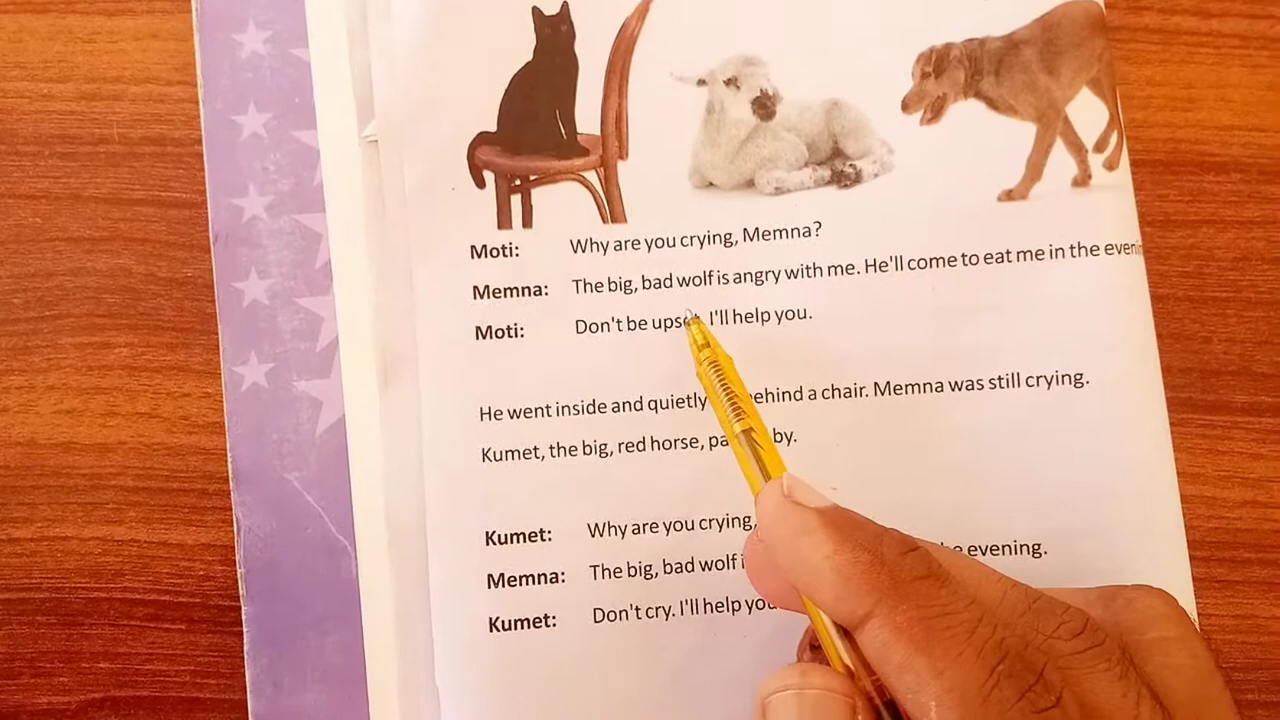 Moti: Why are you crying, Memna?
Memna: The big, bad wolf is angry with me. He'll come to eat me in the
Moti: Don't be I'll help you.
He went inside and quietly behind a chair. Memna was still crying.
Kumet, the big, red horse, by.
Kumet: Why are you crying,
Memna: The big, bad wolf evening.
Kumet: Don't cry. I'll help you